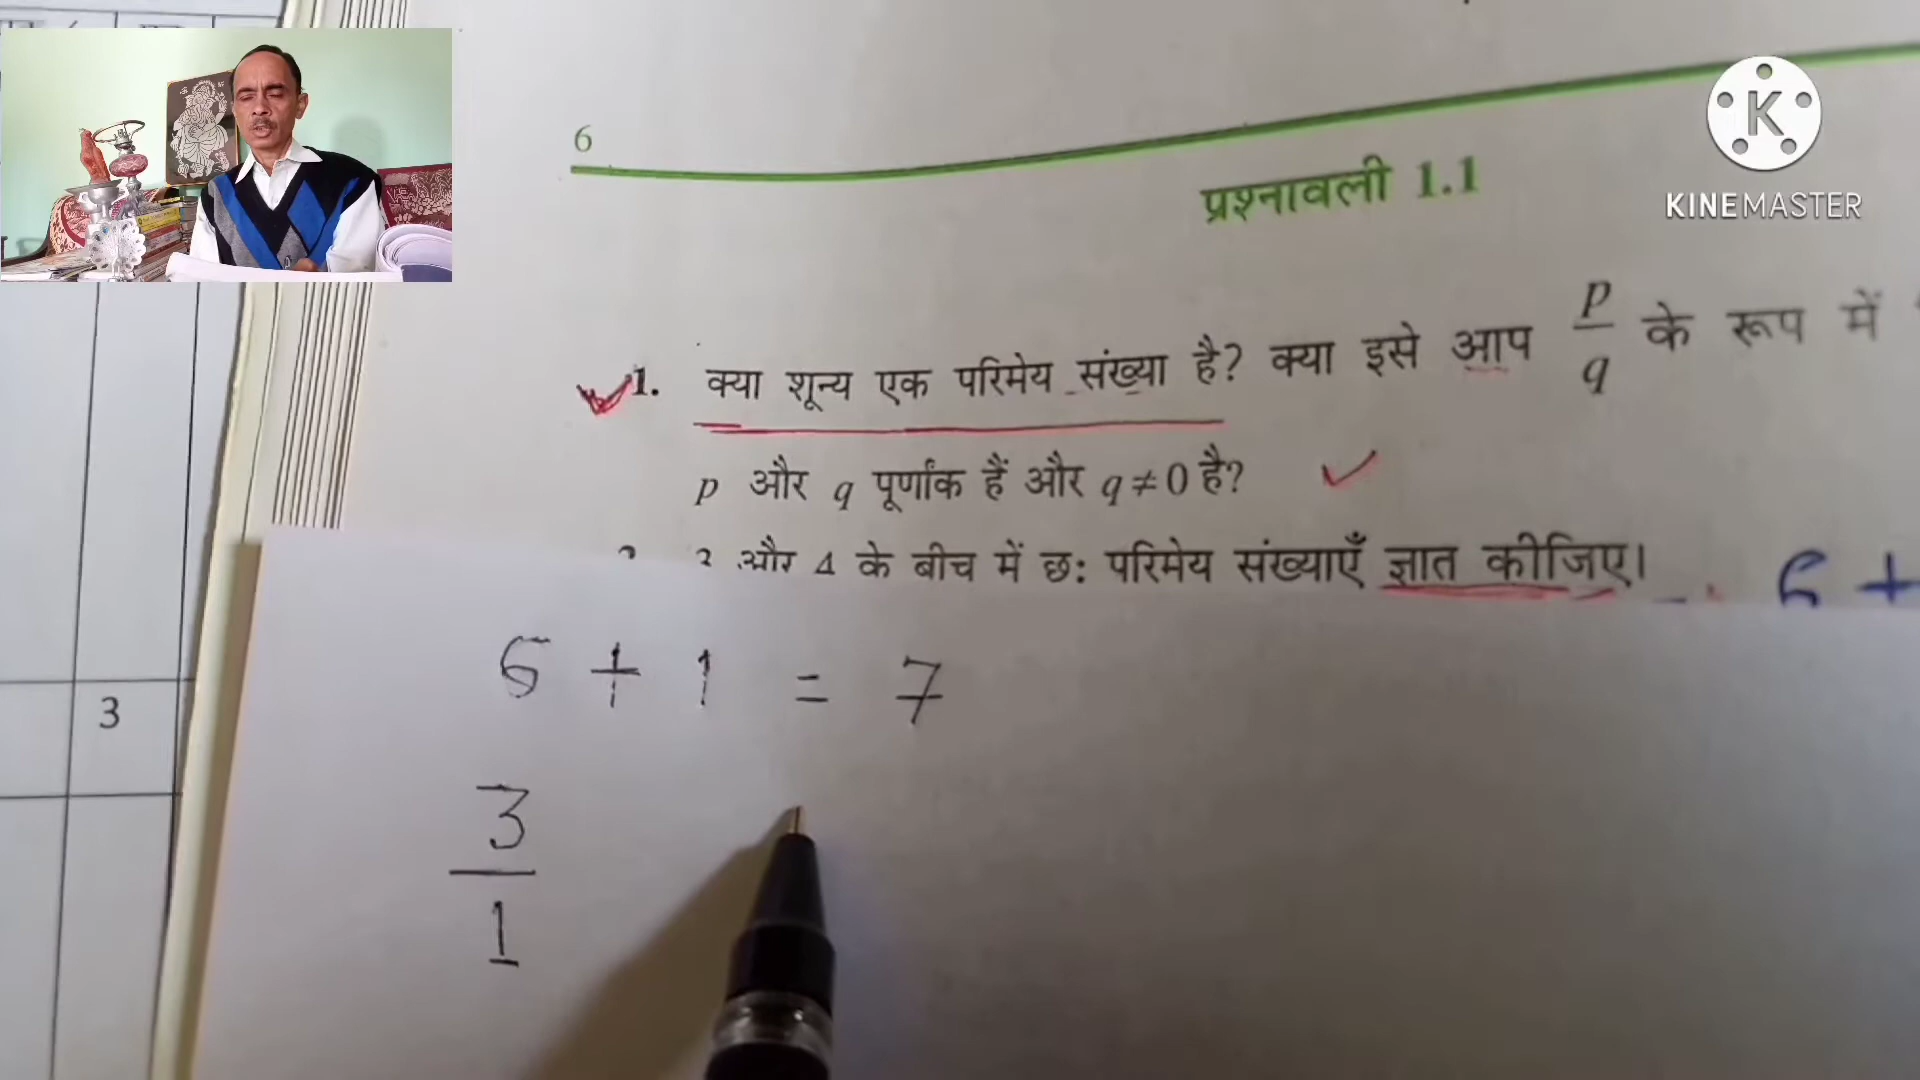 6
प्रश्नावली 1.1
KINEMASTER
1. क्या शून्य एक परिमेय संख्या है? क्या इसे आप p/q के रूप में
p और q पूर्णांक हैं और q ≠ 0 है?
3 और 4 के बीच में छ: परिमेय संख्याएँ ज्ञात कीजिए।
6 +
6 + 1 = 7
3
3
1